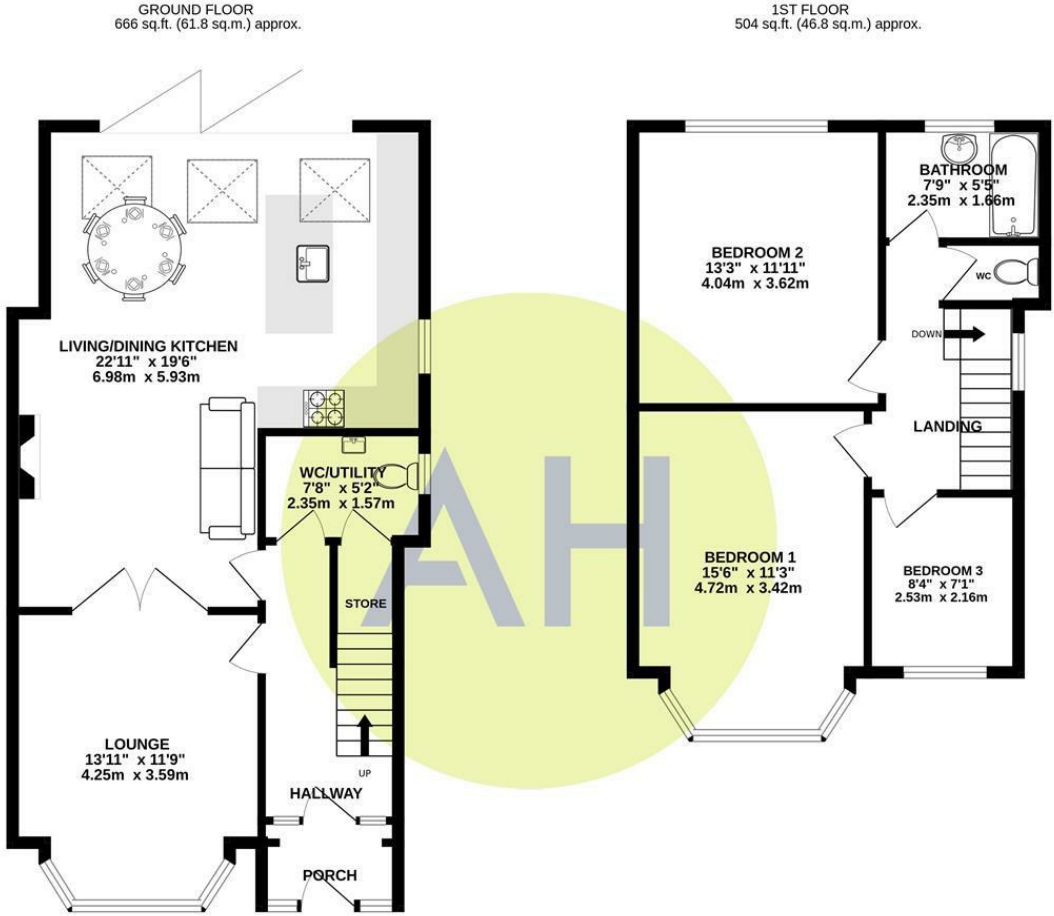 GROUND FLOOR
666 sq.ft. (61.8 sq.m.) approx.
LIVING/DINING KITCHEN
22'11" x 19'6"
6.98m x 5.93m
WC/UTILITY
7'8" x 5'2"
2.35m x 1.57m
STORE
LOUNGE
13'11" x 11'9"
4.25m x 3.59m
UP
HALLWAY
PORCH
1ST FLOOR
504 sq.ft. (46.8 sq.m.) approx.
BATHROOM
7'9" x 5'5"
2.35m x 1.66m
BEDROOM 2
13'3" x 11'11"
4.04m x 3.62m
WC
DOWN
LANDING
BEDROOM 1
15'6" x 11'3"
4.72m x 3.42m
BEDROOM 3
8'4" x 7'1"
2.53m x 2.16m
AH